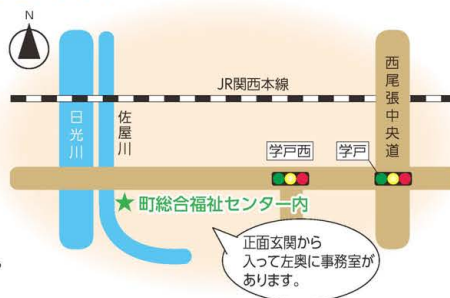 N
JR関西本線
西尾張中央道
日光川
佐屋川
学戸西
学戸
★町総合福祉センター内
正面玄関から
入って左奥に事務室が
あります。